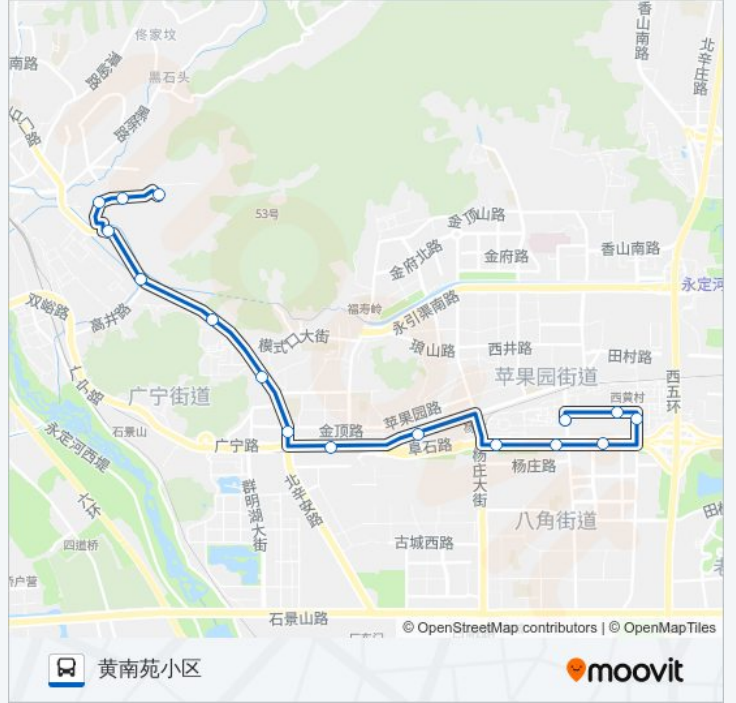 佟家坟
香山南路
北辛庄路
南路
黑石头
黑陈路
石门路
53号
金顶山路
金府北路
金府路
香山南路
永定河
双峪路
高井路
福寿岭
永引渠南路
模式口大街
琅山路
西井路
田村路
苹果园街道
西五环
广宁街道
西黄村
石景山
苹果园路
金顶路
广宁路
阜石路
永定河西堤
杨庄大街
杨庄路
群明湖大街
北辛安路
六环
八角街道
四道桥
古城西路
石景山路
© OpenStreetMap contributors | © OpenMapTiles
黄南苑小区
moovit